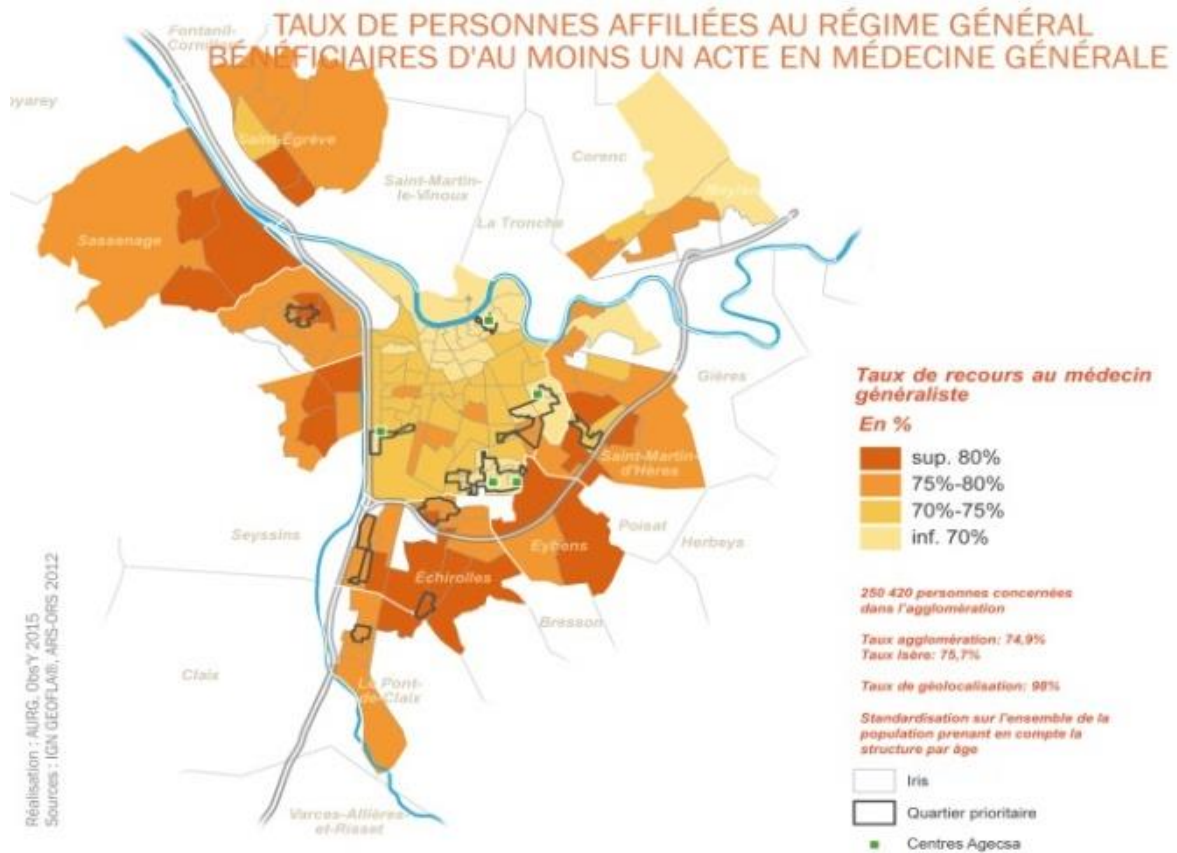 TAUX DE PERSONNES AFFILIÉES AU RÉGIME GÉNÉRAL
BÉNÉFICIAIRES D'AU MOINS UN ACTE EN MÉDECINE GÉNÉRALE
Fontanil-
Cornillon
oyarey
Saint-Égrève
Corenc
Saint-Martin-
le-Vinoux
Meylan
La Tronche
Sassenage
Gières
Saint-Martin-
d'Hères
Seyssins
Poisat
Eybens
Herbeys
Échirolles
Bresson
Claix
Le Pont-
de-Claix
Varces-Allières-
et-Risset
Taux de recours au médecin
généraliste
En %
sup. 80%
75%-80%
70%-75%
inf. 70%
250 420 personnes concernées
dans l'agglomération
Taux agglomération: 74,9%
Taux Isère: 75,7%
Taux de géolocalisation: 98%
Standardisation sur l'ensemble de la
population prenant en compte la
structure par âge
Iris
Quartier prioritaire
Centres Agecsa
Réalisation : AURG. Obs'Y 2015
Sources : IGN GEOFLA®, ARS-ORS 2012